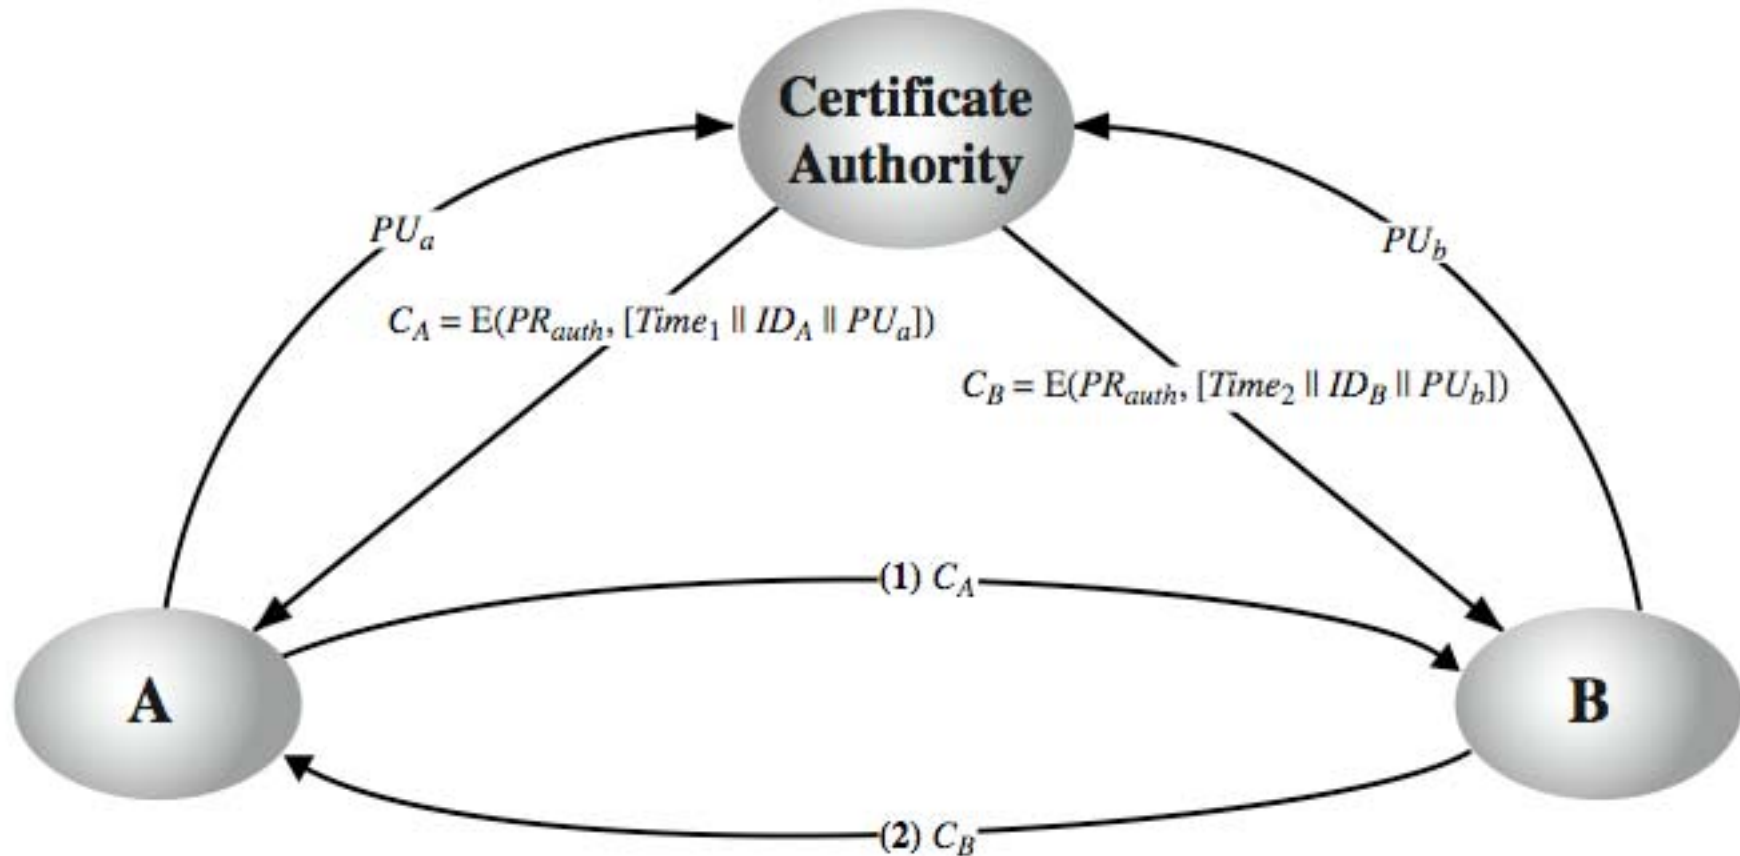 Certificate
Authority
PUa
PUb
CA = E(PRauth, [Time1 || IDA || PUa])
CB = E(PRauth, [Time2 || IDB || PUb])
(1) CA
A
B
(2) CB